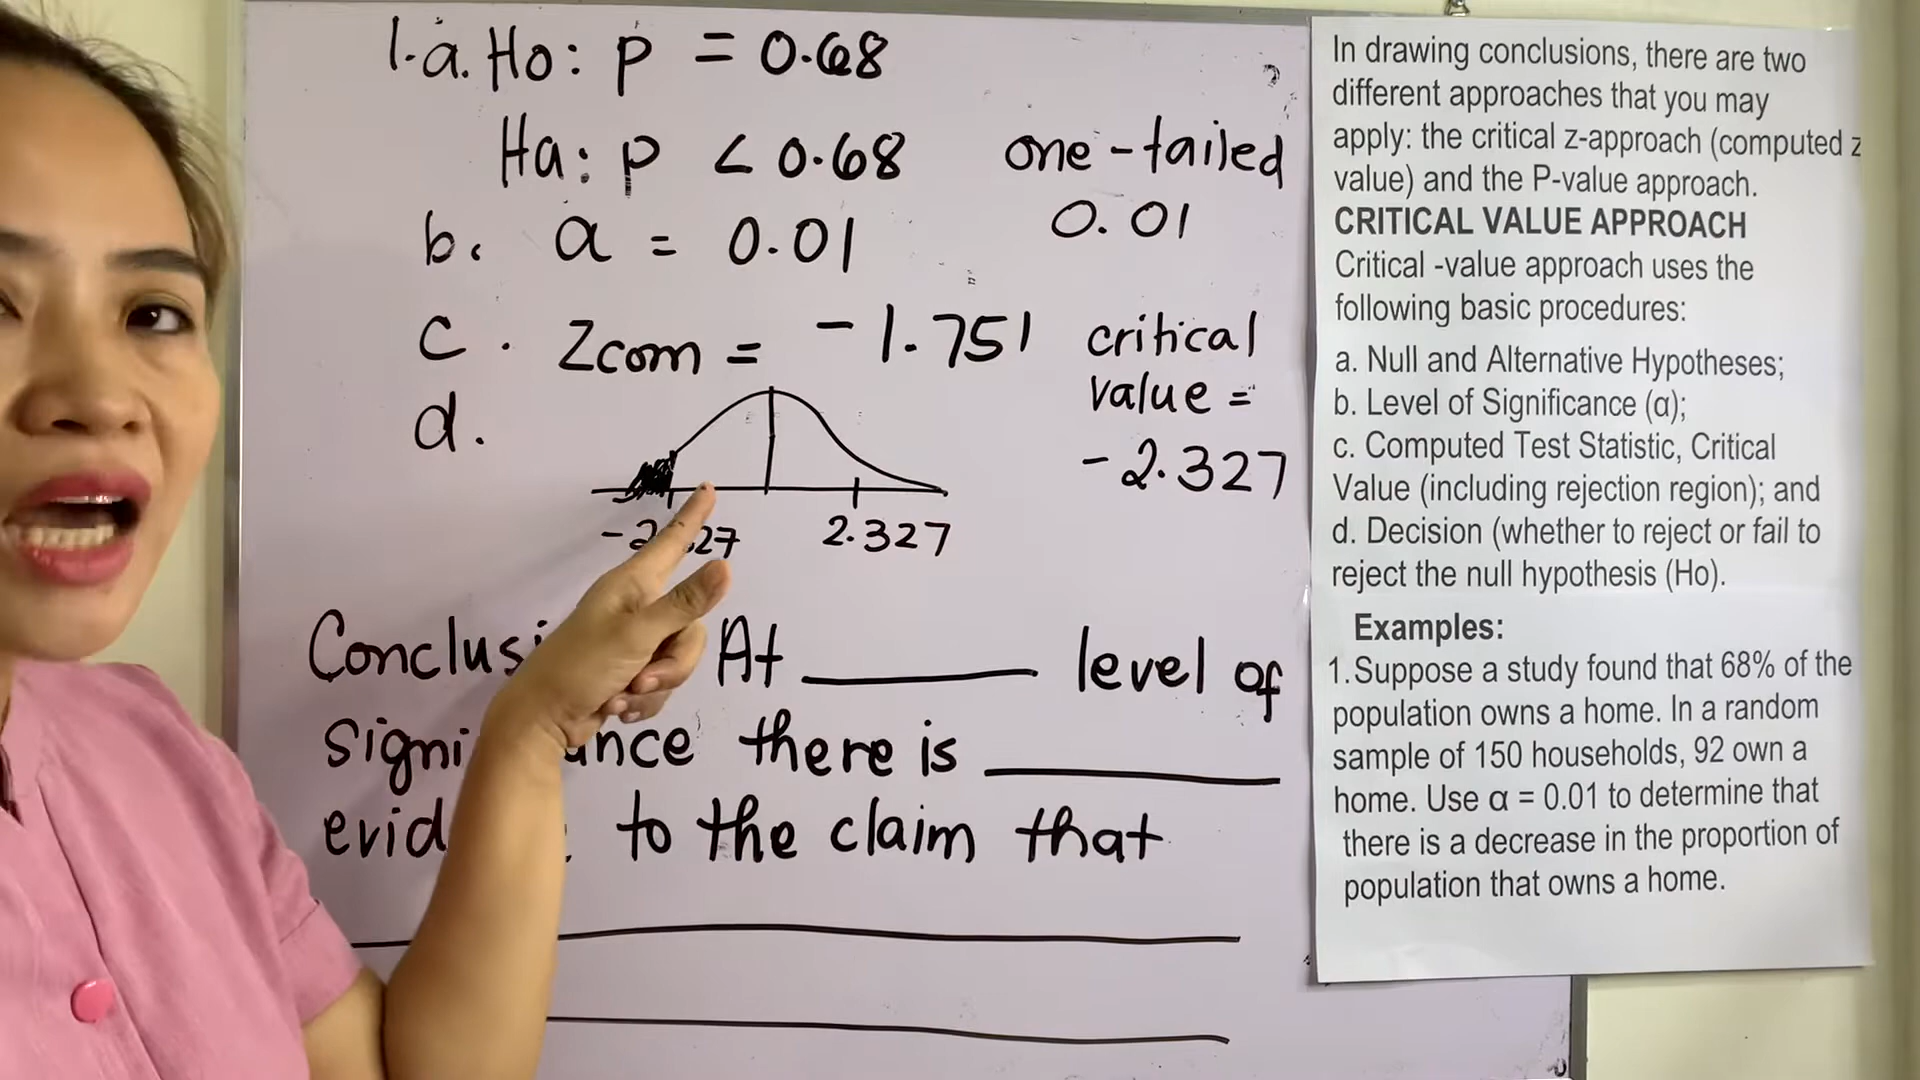 1.a. Ho: p = 0.68
Ha: p < 0.68 one-tailed
b. α = 0.01 0.01
c. Zcom = -1.751 critical
value =
d.
-2.327
2.327
At ______ level of
there is ______
to the claim that
In drawing conclusions, there are two
different approaches that you may
apply: the critical z-approach (computed z
value) and the P-value approach.
CRITICAL VALUE APPROACH
Critical -value approach uses the
following basic procedures:
a. Null and Alternative Hypotheses;
b. Level of Significance (α);
c. Computed Test Statistic, Critical
Value (including rejection region); and
d. Decision (whether to reject or fail to
reject the null hypothesis (Ho).
Examples:
1.Suppose a study found that 68% of the
population owns a home. In a random
sample of 150 households, 92 own a
home. Use α = 0.01 to determine that
there is a decrease in the proportion of
population that owns a home.